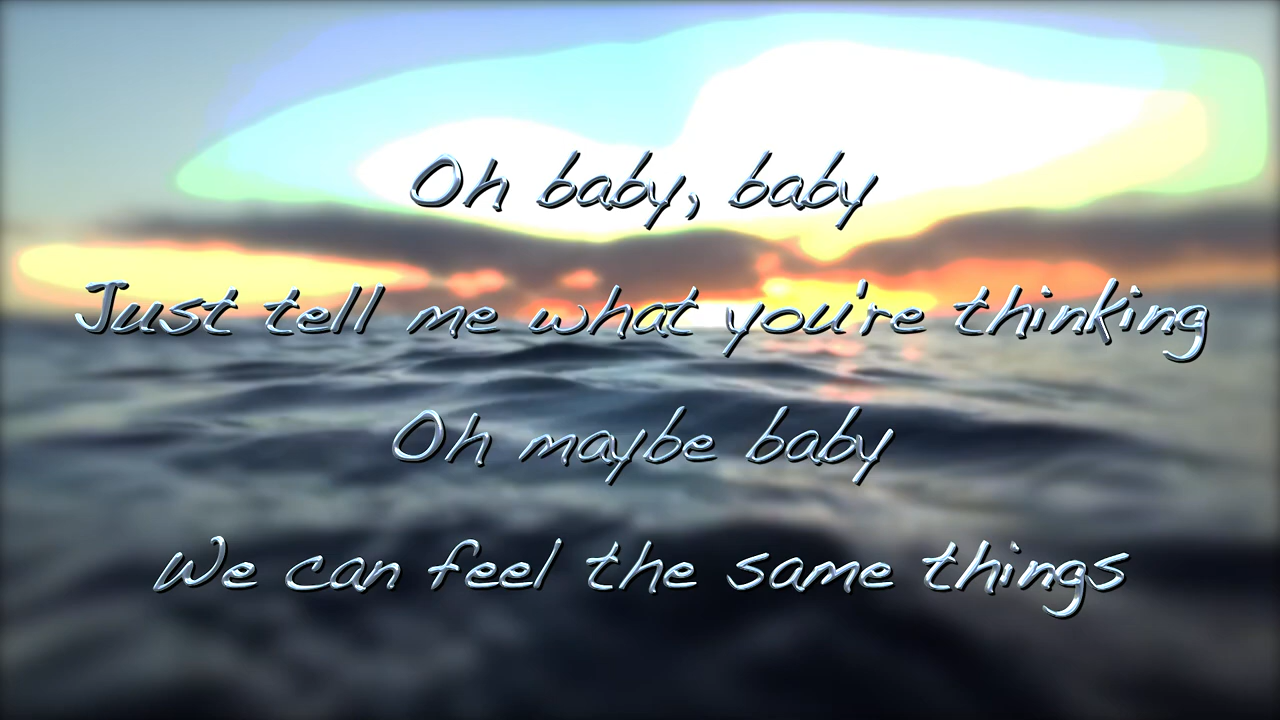 Oh baby, baby
Just tell me what you're thinking
Oh maybe baby
We can feel the same things